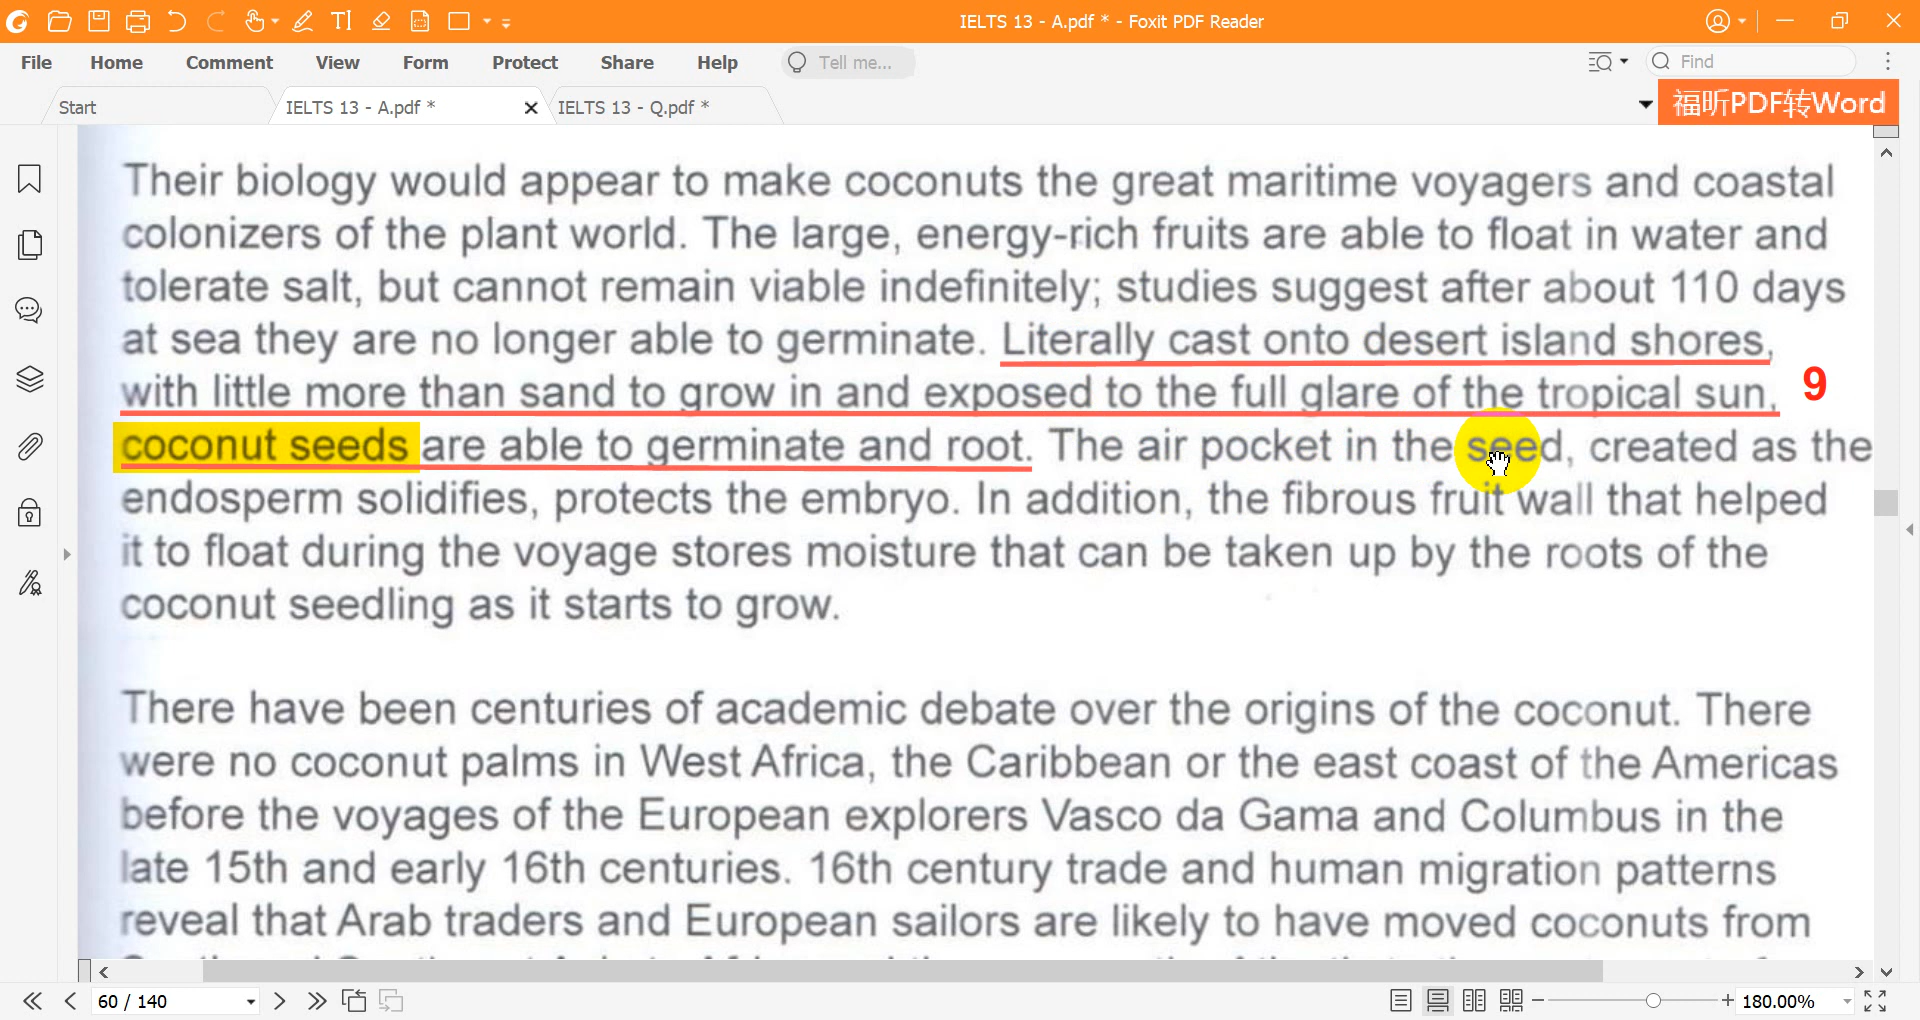 IELTS 13 - A.pdf * - Foxit PDF Reader
File Home Comment View Form Protect Share Help Tell me... Find
Start IELTS 13 - A.pdf * IELTS 13 - Q.pdf * 福昕PDF转Word
Their biology would appear to make coconuts the great maritime voyagers and coastal
colonizers of the plant world. The large, energy-rich fruits are able to float in water and
tolerate salt, but cannot remain viable indefinitely; studies suggest after about 110 days
at sea they are no longer able to germinate. Literally cast onto desert island shores,
with little more than sand to grow in and exposed to the full glare of the tropical sun, 9
coconut seeds are able to germinate and root. The air pocket in the seed, created as the
endosperm solidifies, protects the embryo. In addition, the fibrous fruit wall that helped
it to float during the voyage stores moisture that can be taken up by the roots of the
coconut seedling as it starts to grow.
There have been centuries of academic debate over the origins of the coconut. There
were no coconut palms in West Africa, the Caribbean or the east coast of the Americas
before the voyages of the European explorers Vasco da Gama and Columbus in the
late 15th and early 16th centuries. 16th century trade and human migration patterns
reveal that Arab traders and European sailors are likely to have moved coconuts from
60 / 140 180.00%